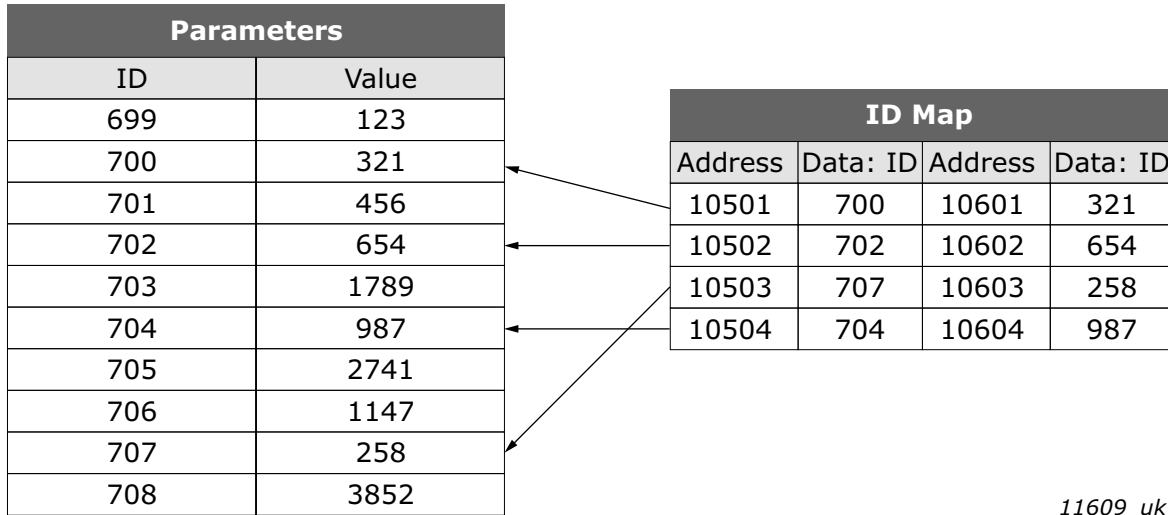 Parameters
ID Value
699 123
700 321
701 456
702 654
703 1789
704 987
705 2741
706 1147
707 258
708 3852
ID Map
Address Data: ID Address Data: ID
10501 700 10601 321
10502 702 10602 654
10503 707 10603 258
10504 704 10604 987
11609_uk